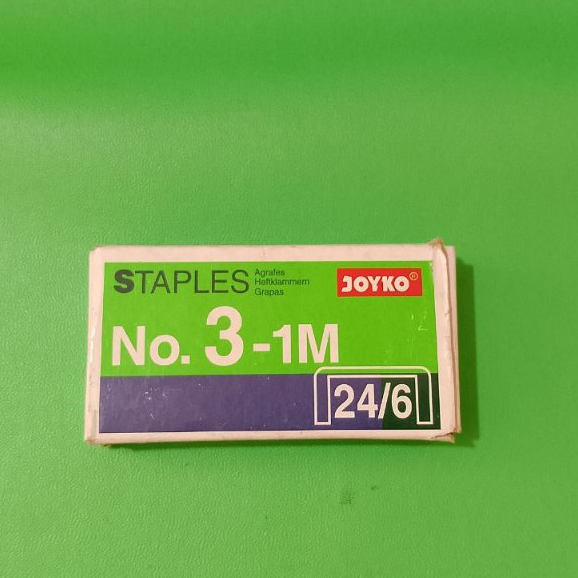 STAPLES
Agrafes
Heftklammern
Grapas
JOYKO®
No. 3-1M
24/6